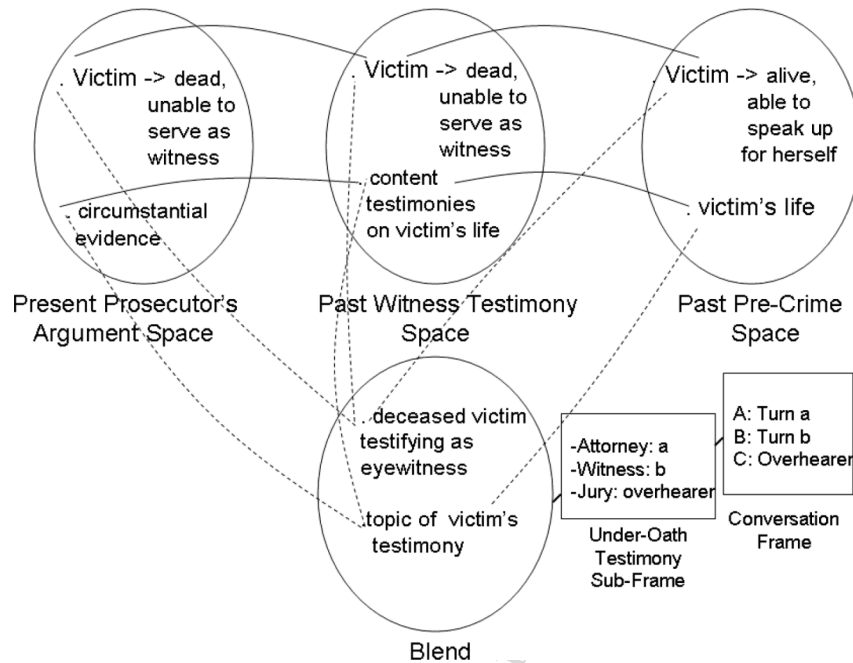 . Victim -> dead,
unable to
serve as
witness
. circumstantial
evidence
Present Prosecutor's
Argument Space
. Victim -> dead,
unable to
serve as
witness
. content
testimonies
on victim's life
Past Witness Testimony
Space
. Victim -> alive,
able to
speak up
for herself
. victim's life
Past Pre-Crime
Space
. deceased victim
testifying as
eyewitness
.topic of victim's
testimony
Blend
-Attorney: a
-Witness: b
-Jury: overhearer
Under-Oath
Testimony
Sub-Frame
A: Turn a
B: Turn b
C: Overhearer
Conversation
Frame